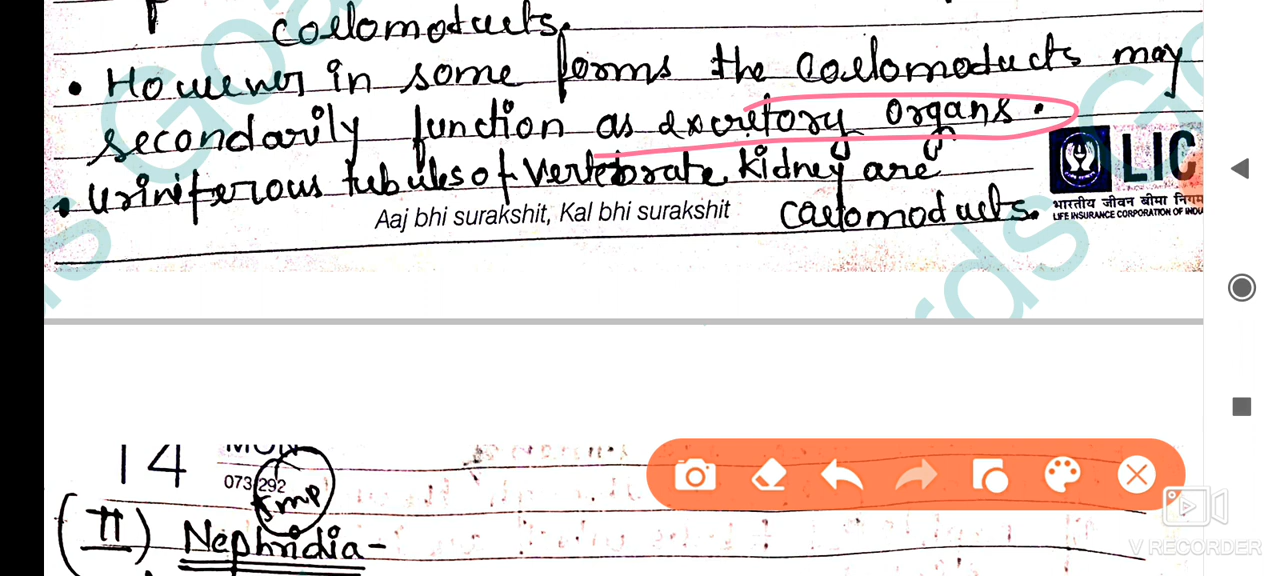 coelomoducts.
• However in some forms the coelomoducts may
secondarily function as excretory organs.
• Uriniferous tubules of vertebrate kidney are
coelomoducts.
Aaj bhi surakshit, Kal bhi surakshit
LIC
भारतीय जीवन बीमा निगम
LIFE INSURANCE CORPORATION OF INDI
14
073/292
Imp
(II) Nephridia-
V RECORDER